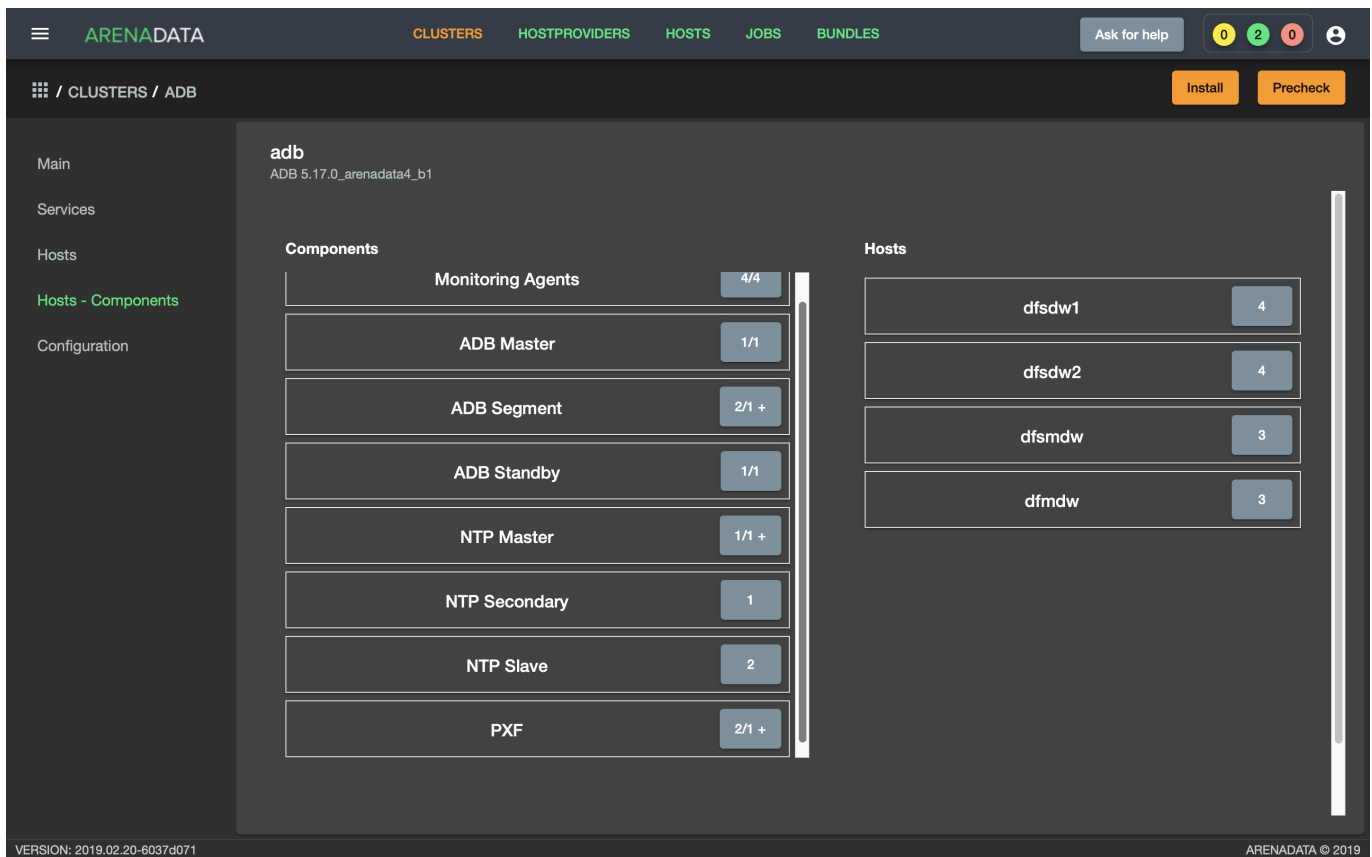 ARENADATA
CLUSTERS HOSTPROVIDERS HOSTS JOBS BUNDLES
Ask for help
0 2 0
/ CLUSTERS / ADB
Install Precheck
Main
Services
Hosts
Hosts - Components
Configuration
adb
ADB 5.17.0_arenadata4_b1
Components
Monitoring Agents 4/4
ADB Master 1/1
ADB Segment 2/1 +
ADB Standby 1/1
NTP Master 1/1 +
NTP Secondary 1
NTP Slave 2
PXF 2/1 +
Hosts
dfsdw1 4
dfsdw2 4
dfsmdw 3
dfmdw 3
VERSION: 2019.02.20-6037d071
ARENADATA © 2019